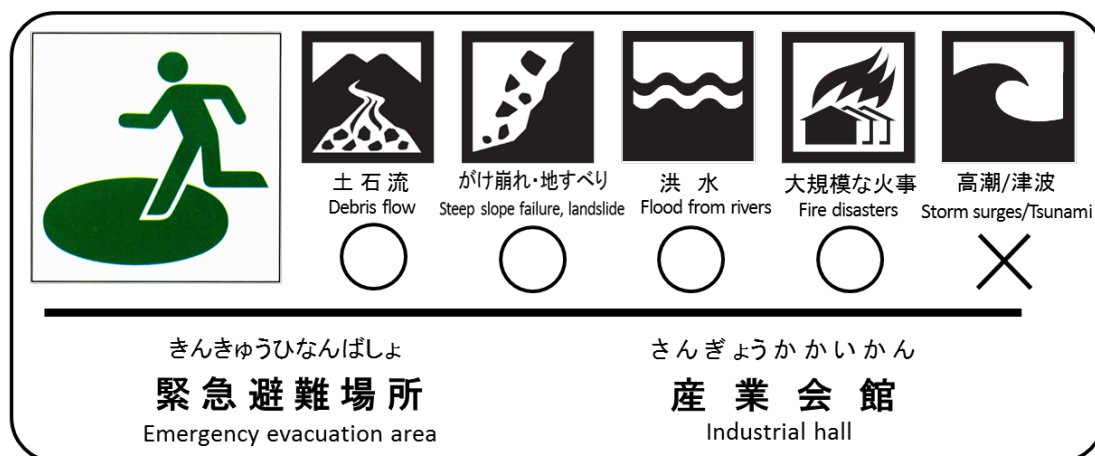 土石流
Debris flow
がけ崩れ・地すべり
Steep slope failure, landslide
洪水
Flood from rivers
大規模な火事
Fire disasters
高潮/津波
Storm surges/Tsunami
きんきゅうひなんばしょ
緊急避難場所
Emergency evacuation area
さんぎょうかかいかん
産業会館
Industrial hall